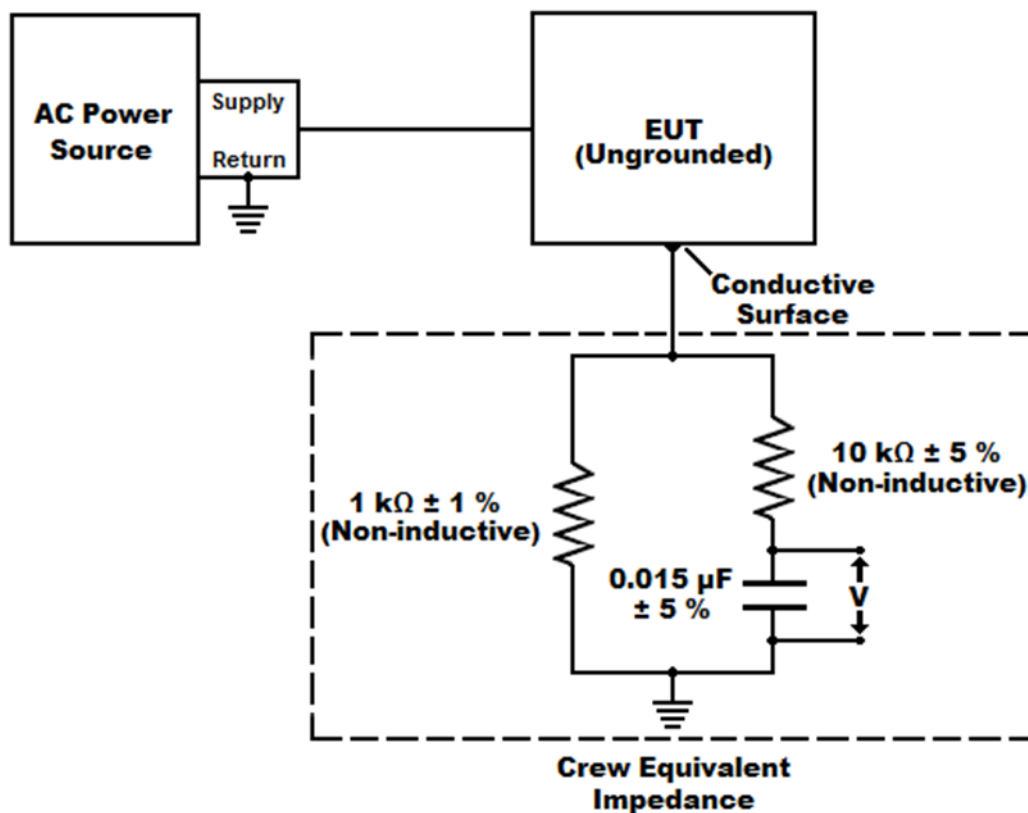 AC Power
Source
Supply
Return
EUT
(Ungrounded)
Conductive
Surface
1 kΩ ± 1 %
(Non-inductive)
10 kΩ ± 5 %
(Non-inductive)
0.015 µF
± 5 %
V
Crew Equivalent
Impedance